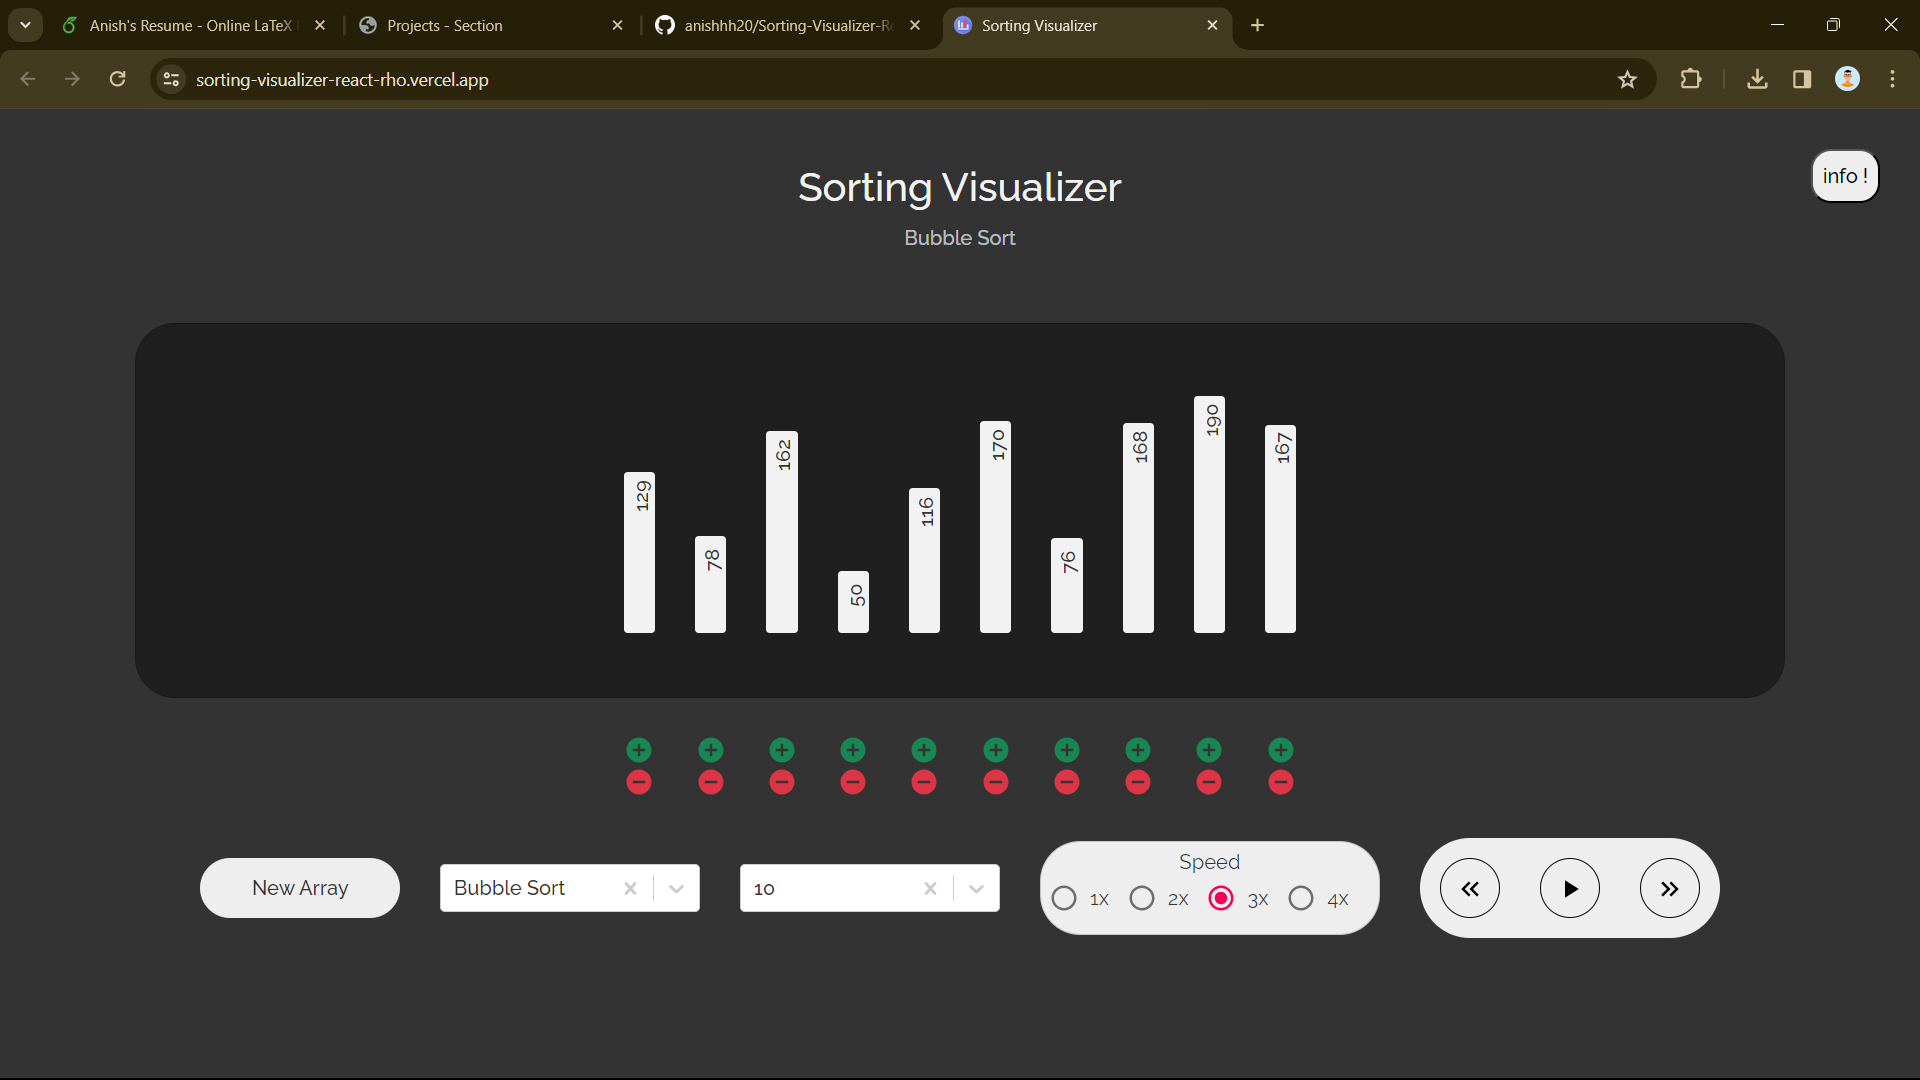 Anish's Resume - Online LaTeX
Projects - Section
anishhh20/Sorting-Visualizer-R
Sorting Visualizer
sorting-visualizer-react-rho.vercel.app
Sorting Visualizer
info !
Bubble Sort
129
78
162
50
116
170
76
168
190
167
New Array
Bubble Sort
10
Speed
1x
2x
3x
4x